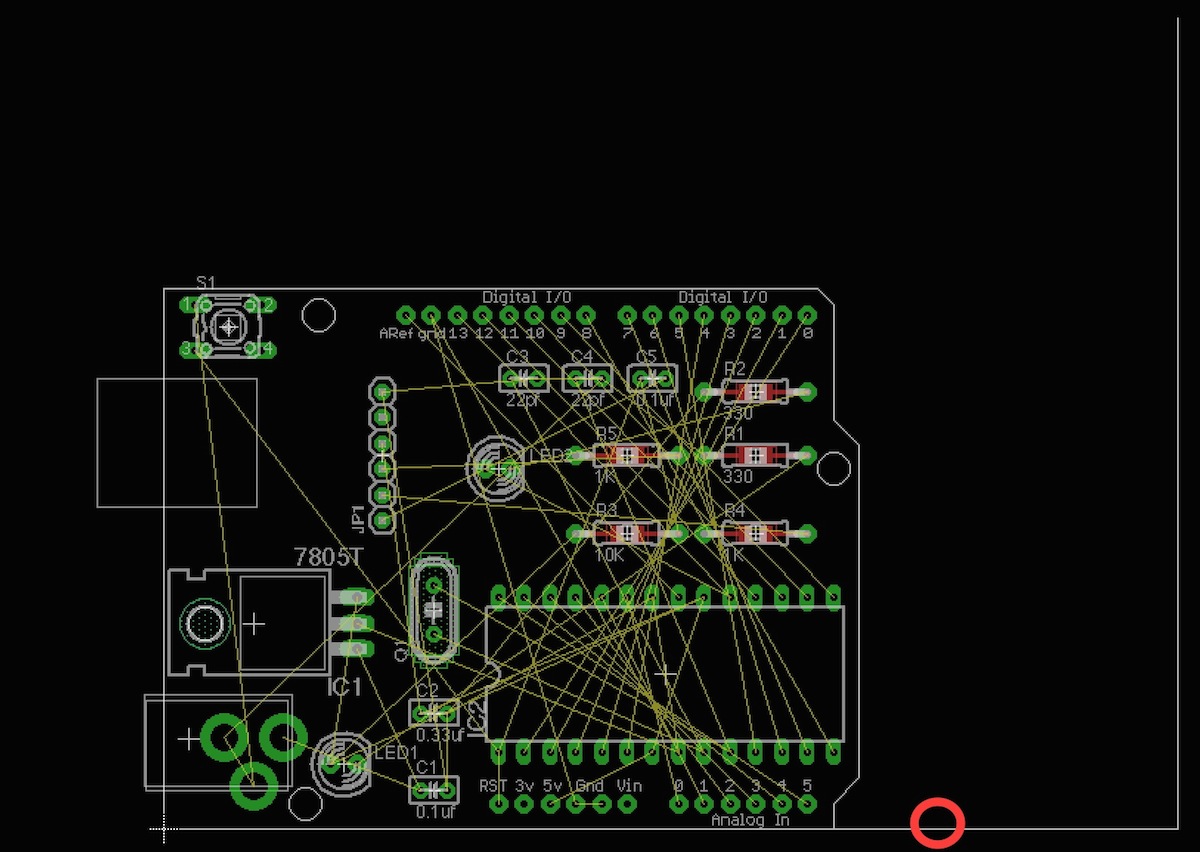 S1
1 2
3 4
Digital I/O Digital I/O
ARef gnd 13 12 11 10 9 8 7 6 5 4 3 2 1 0
C3 C4 C5
22pf 22pf 0.1uf
R2
330
R5 R1
LED2
1K 330
JP1
R3 R4
10K 1K
7805T
IC1
C2
0.33uf
IC2
LED1
C1
0.1uf
RST 3v 5v Gnd Vin 0 1 2 3 4 5
Analog In